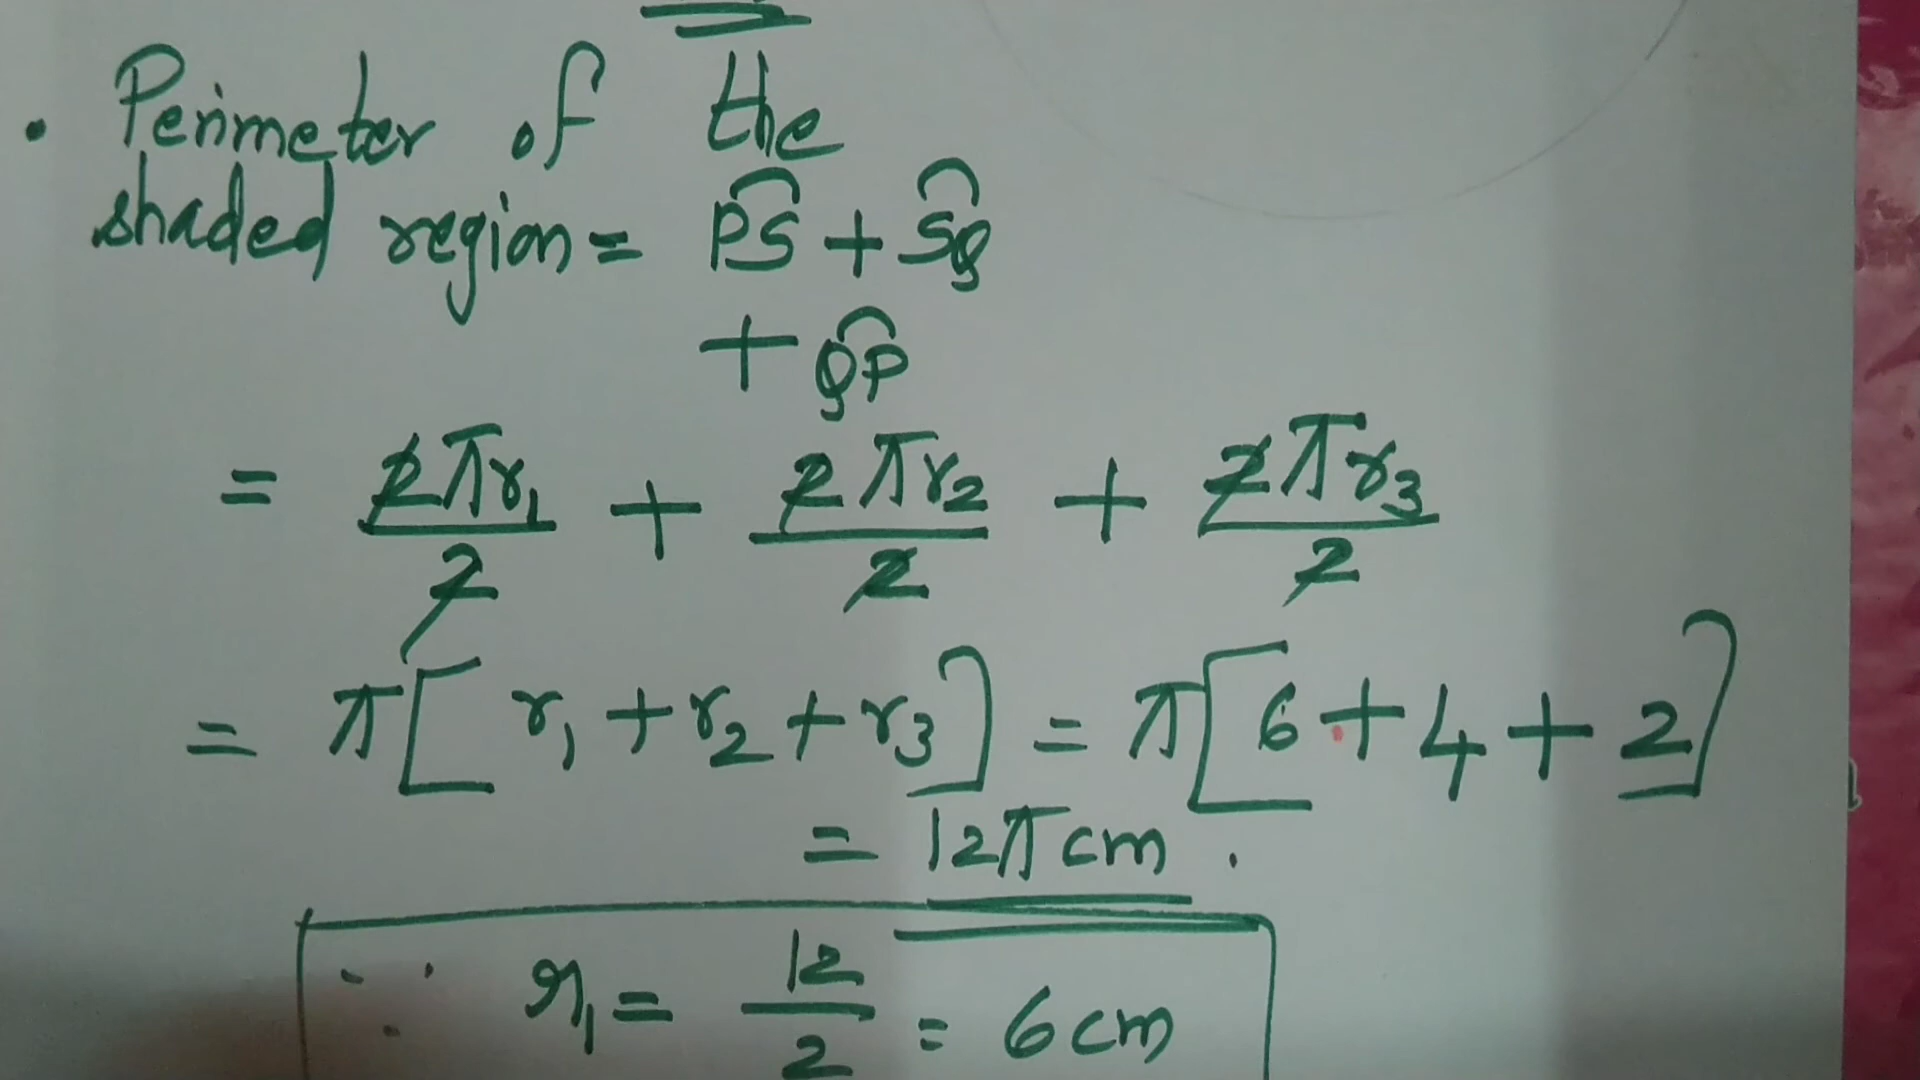 . Perimeter of the
shaded region = PS + SQ
+ QP
= 2πr₁/2 + 2πr₂/2 + 2πr₃/2
= π[r₁ + r₂ + r₃] = π[6 + 4 + 2]
= 12π cm.
∵ r₁ = 12/2 = 6 cm